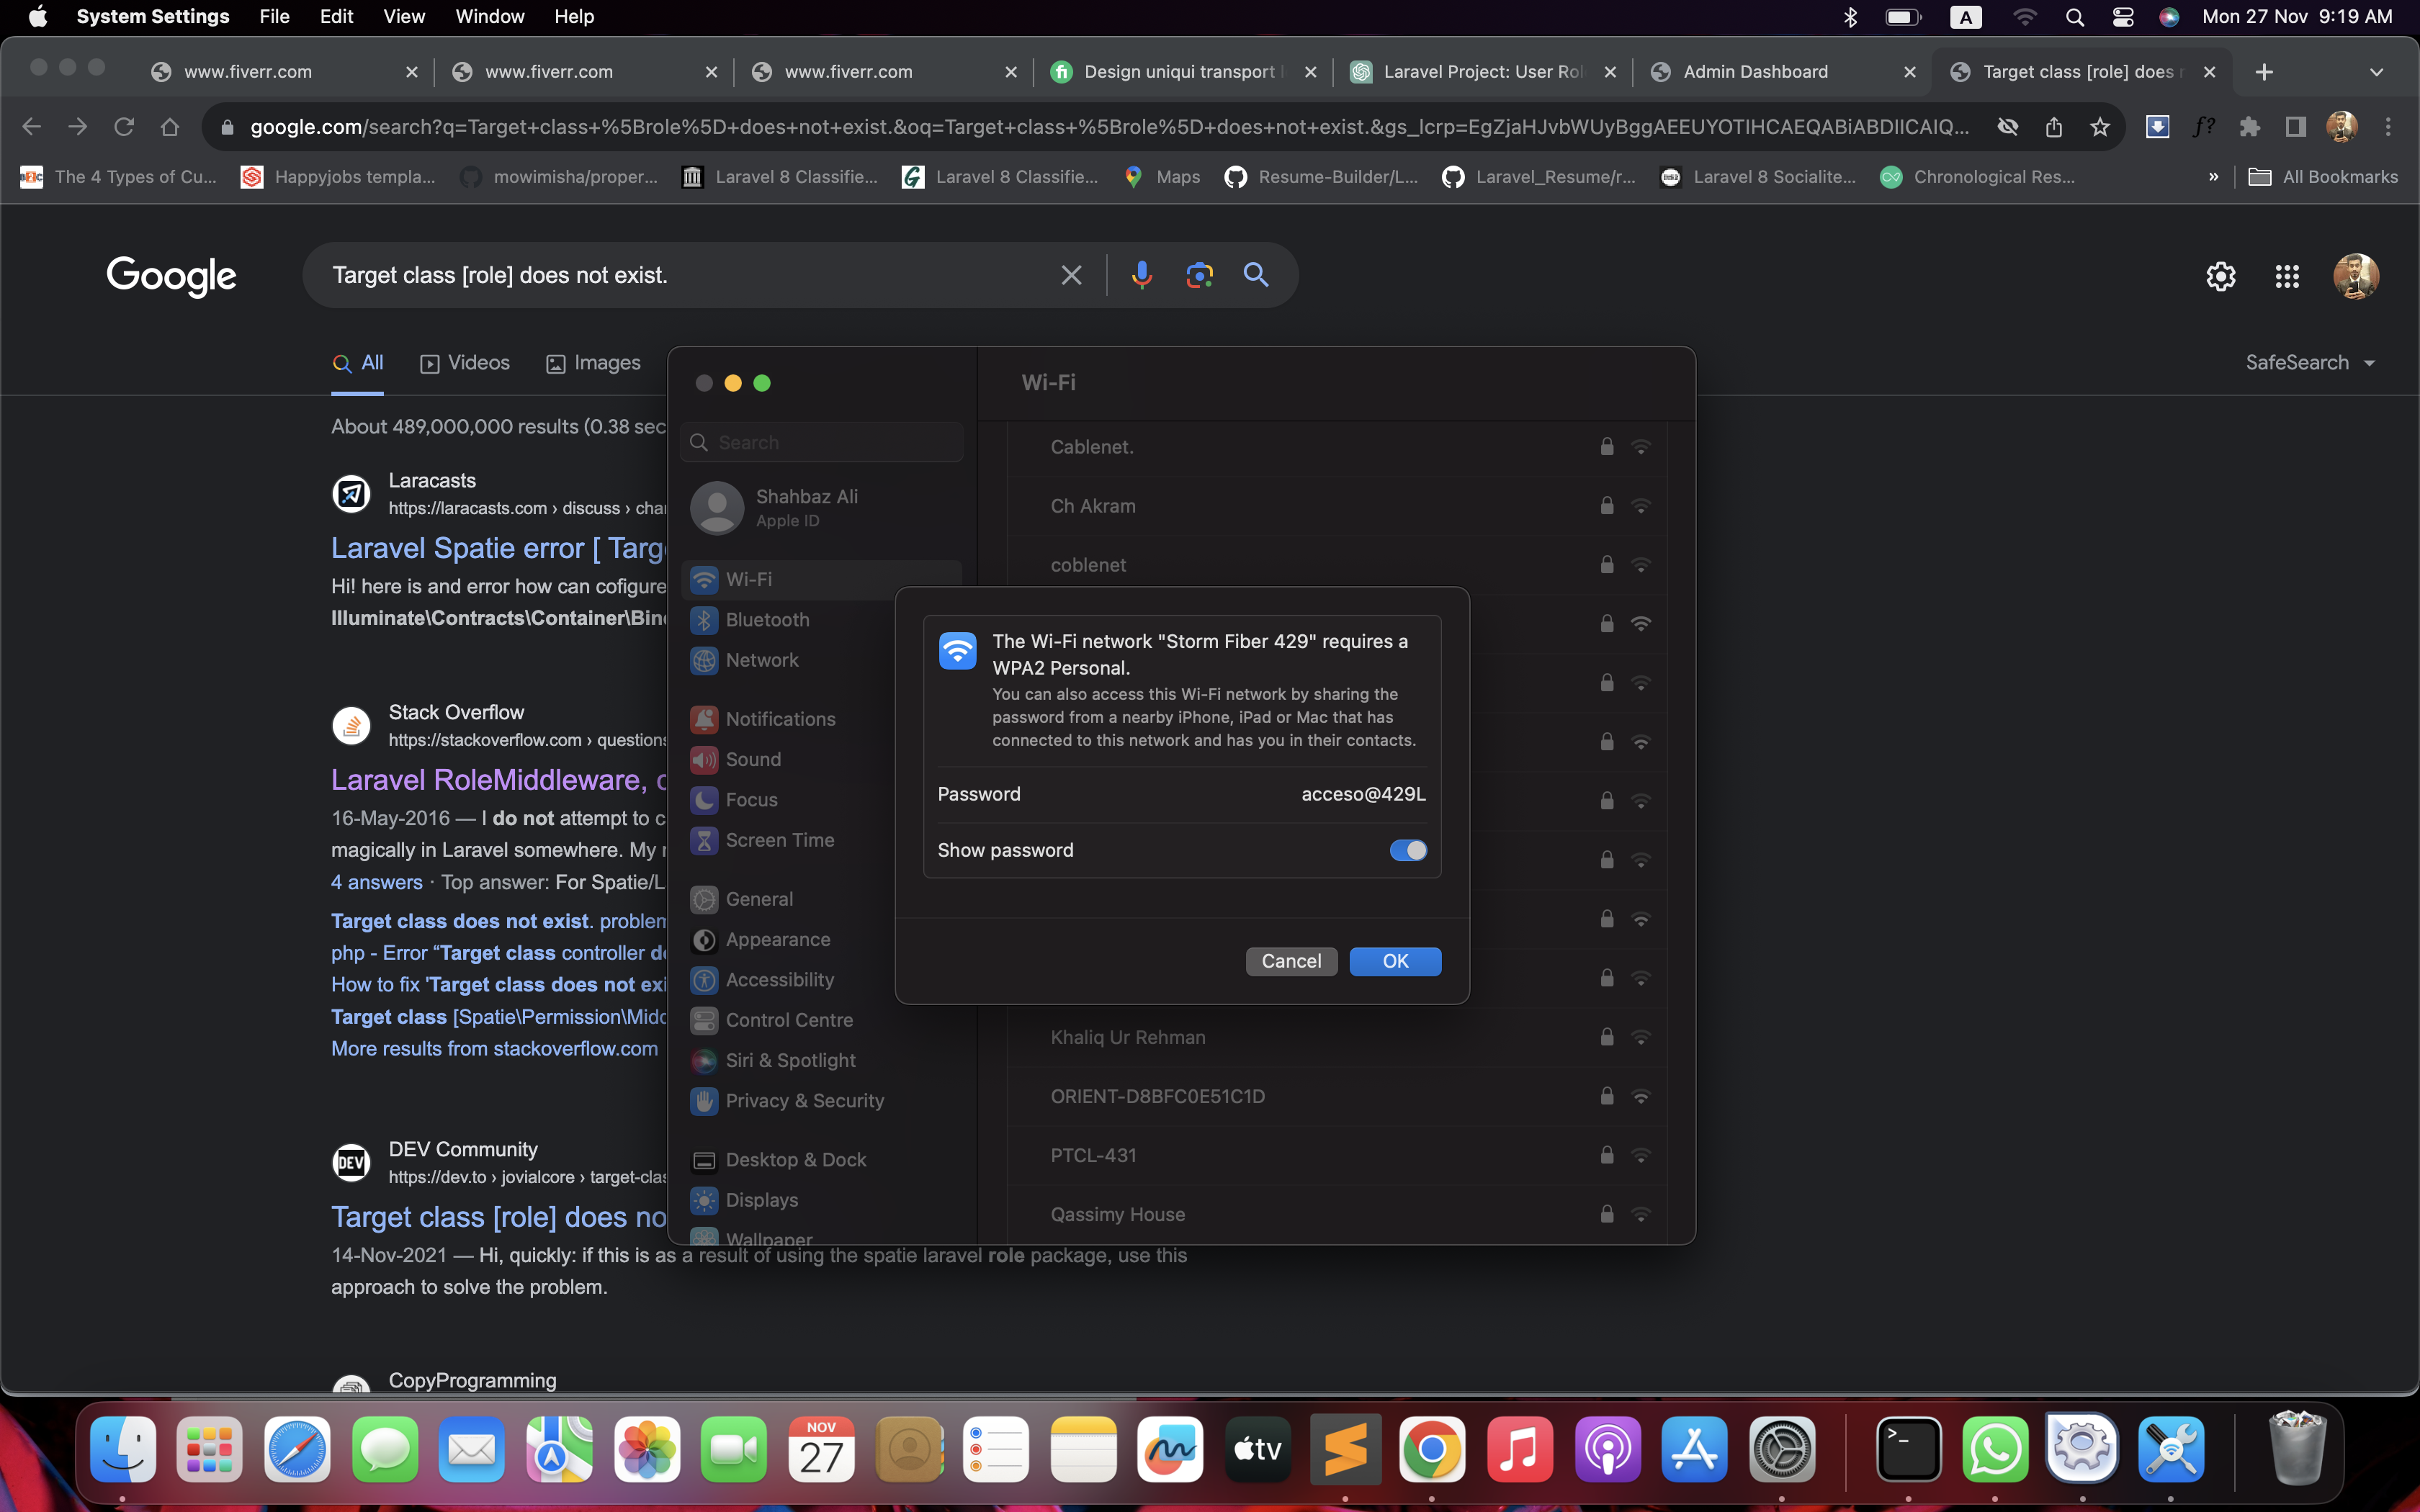 System Settings File Edit View Window Help
A
Mon 27 Nov 9:19 AM
www.fiverr.com
www.fiverr.com
www.fiverr.com
Design uniqui transport
Laravel Project: User Rol
Admin Dashboard
Target class [role] does
google.com/search?q=Target+class+%5Brole%5D+does+not+exist.&oq=Target+class+%5Brole%5D+does+not+exist.&gs_lcrp=EgZjaHJvbWUyBggAEEUYOTIHCAEQABiABDIICAIQ...
f?
The 4 Types of Cu...
Happyjobs templa...
mowimisha/proper...
Laravel 8 Classifie...
Laravel 8 Classifie...
Maps
Resume-Builder/L...
Laravel_Resume/r...
Laravel 8 Socialite...
Chronological Res...
»
All Bookmarks
Google
Target class [role] does not exist.
All
Videos
Images
SafeSearch
About 489,000,000 results (0.38 sec
Laracasts
https://laracasts.com › discuss › cha
Laravel Spatie error [ Targ
Hi! here is and error how can cofigure
Illuminate\Contracts\Container\Bin
Stack Overflow
https://stackoverflow.com › questions
Laravel RoleMiddleware,
16-May-2016 — I do not attempt to c
magically in Laravel somewhere. My
4 answers · Top answer: For Spatie/L
Target class does not exist. problem
php - Error “Target class controller d
How to fix 'Target class does not exi
Target class [Spatie\Permission\Midd
More results from stackoverflow.com
DEV Community
https://dev.to › jovialcore › target-clas
DEV
Target class [role] does no
14-Nov-2021 — Hi, quickly: if this is as a result of using the spatie laravel role package, use this
approach to solve the problem.
CopyProgramming
Wi-Fi
Search
Shahbaz Ali
Apple ID
Wi-Fi
Bluetooth
Network
Notifications
Sound
Focus
Screen Time
General
Appearance
Accessibility
Control Centre
Siri & Spotlight
Privacy & Security
Desktop & Dock
Displays
Wallpaper
Cablenet.
Ch Akram
coblenet
Khaliq Ur Rehman
ORIENT-D8BFC0E51C1D
PTCL-431
Qassimy House
The Wi-Fi network "Storm Fiber 429" requires a
WPA2 Personal.
You can also access this Wi-Fi network by sharing the
password from a nearby iPhone, iPad or Mac that has
connected to this network and has you in their contacts.
Password
acceso@429L
Show password
Cancel
OK
NOV
27
tv
>_